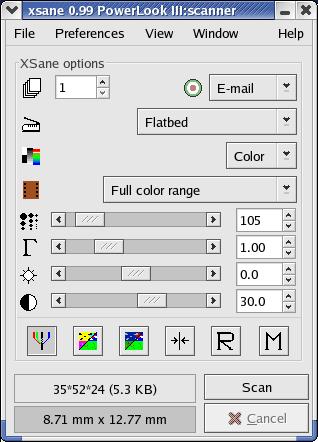 xsane 0.99 PowerLook III:scanner
File Preferences View Window Help
XSane options
1 E-mail
Flatbed
Color
Full color range
105
Γ 1.00
0.0
30.0
R M
35*52*24 (5.3 KB) Scan
8.71 mm x 12.77 mm Cancel